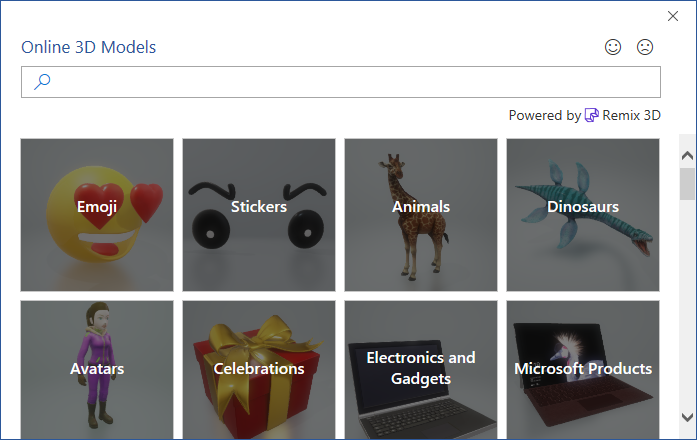 Online 3D Models
Powered by Remix 3D
Emoji
Stickers
Animals
Dinosaurs
Avatars
Celebrations
Electronics and
Gadgets
Microsoft Products